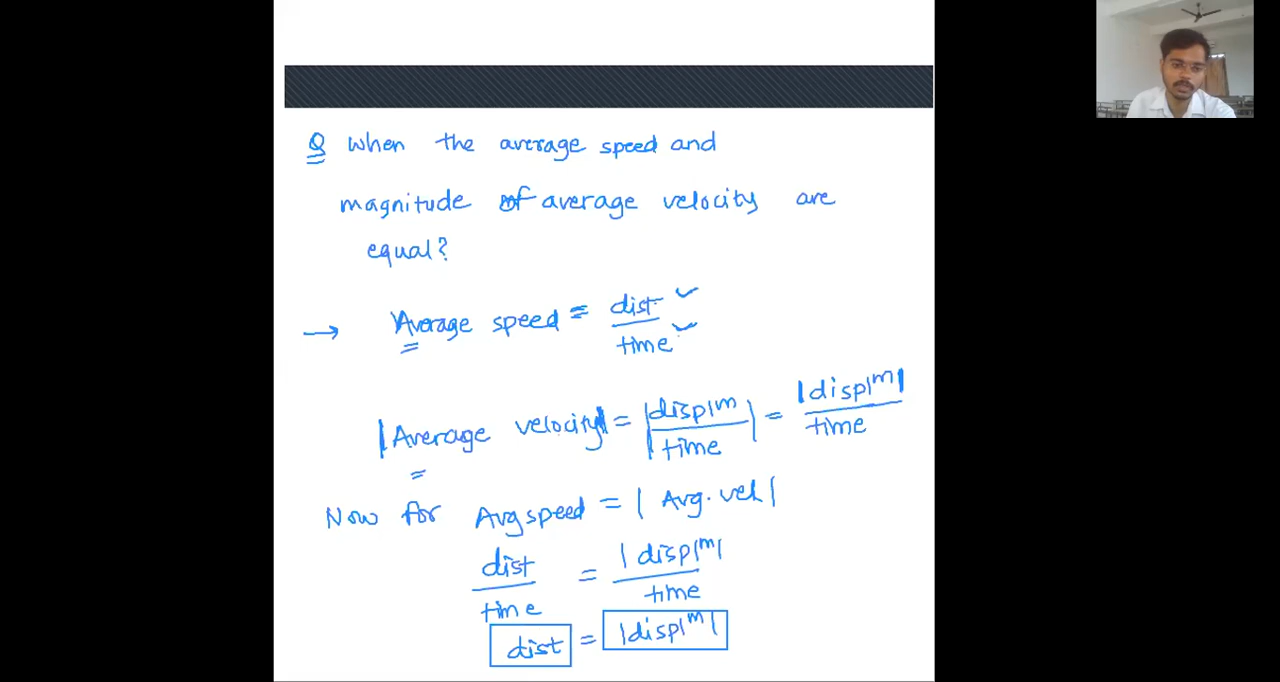 Q When the average speed and
magnitude of average velocity are
equal?
→ Average speed = dist / time
|Average velocity| = |displm / time| = |displm| / time
Now for Avg speed = | Avg. vel |
dist / time = | displm | / time
dist = |displm|